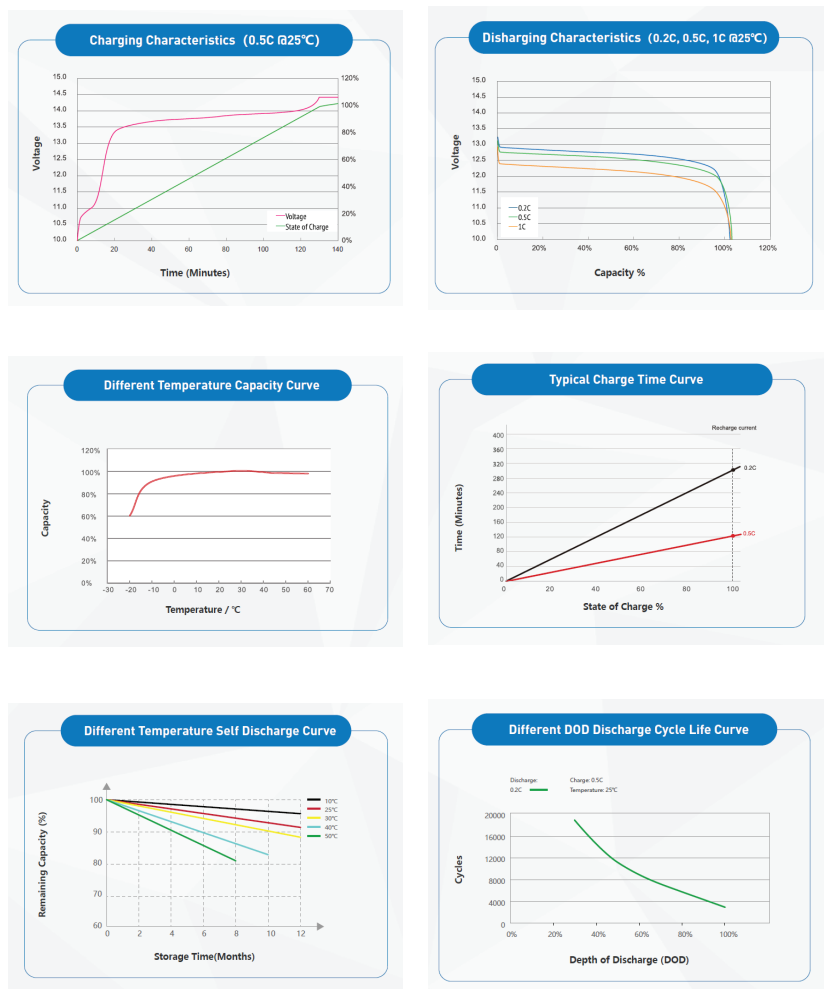 Charging Characteristics (0.5C @25℃)
15.0
14.5
14.0
13.5
13.0
12.5
12.0
11.5
11.0
10.5
10.0
Voltage
120%
100%
80%
60%
40%
20%
0%
Voltage
State of Charge
0 20 40 60 80 100 120 140
Time (Minutes)
Disharging Characteristics (0.2C, 0.5C, 1C @25℃)
15.0
14.5
14.0
13.5
13.0
12.5
12.0
11.5
11.0
10.5
10.0
Voltage
0.2C
0.5C
1C
0 20% 40% 60% 80% 100% 120%
Capacity %
Different Temperature Capacity Curve
120%
100%
80%
60%
40%
20%
0%
Capacity
-30 -20 -10 0 10 20 30 40 50 60 70
Temperature / ℃
Typical Charge Time Curve
Recharge current
400
360
320
280
240
200
160
120
80
40
0
Time (Minutes)
0.2C
0.5C
0 20 40 60 80 100
State of Charge %
Different Temperature Self Discharge Curve
100
90
80
70
60
Remaining Capacity (%)
10℃
25℃
30℃
40℃
50℃
0 2 4 6 8 10 12
Storage Time(Months)
Different DOD Discharge Cycle Life Curve
Discharge: Charge: 0.5C
0.2C Temperature: 25℃
20000
16000
12000
8000
4000
0
Cycles
0% 20% 40% 60% 80% 100%
Depth of Discharge (DOD)